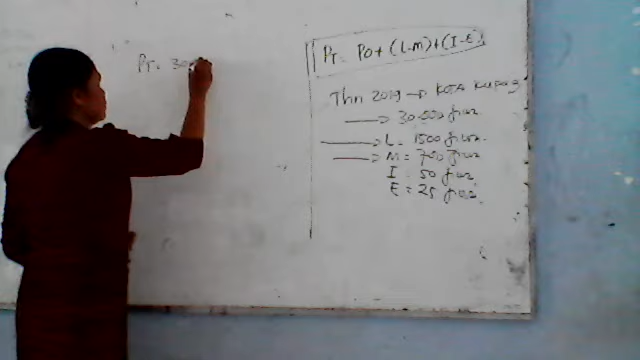 Pt = 30
Pt = Po + (L-M) + (I-E)
Thn 2019 → Kota Kupang
→ 30.000 jiwa
→ L = 1500 jiwa
→ M = 700 jiwa
I = 50 jiwa
E = 25 jiwa